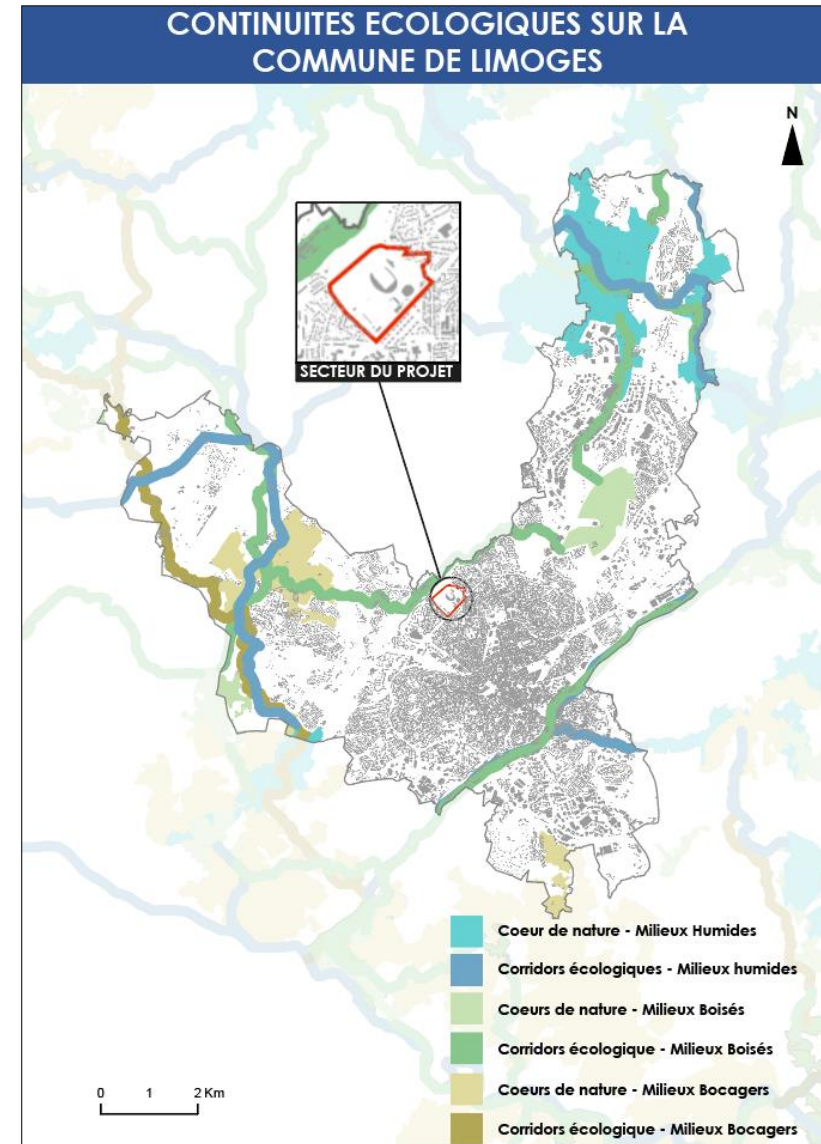 CONTINUITES ECOLOGIQUES SUR LA
COMMUNE DE LIMOGES
N
SECTEUR DU PROJET
Coeur de nature - Milieux Humides
Corridors écologiques - Milieux humides
Coeurs de nature - Milieux Boisés
Corridors écologique - Milieux Boisés
Coeurs de nature - Milieux Bocagers
Corridors écologique - Milieux Bocagers
0 1 2 Km